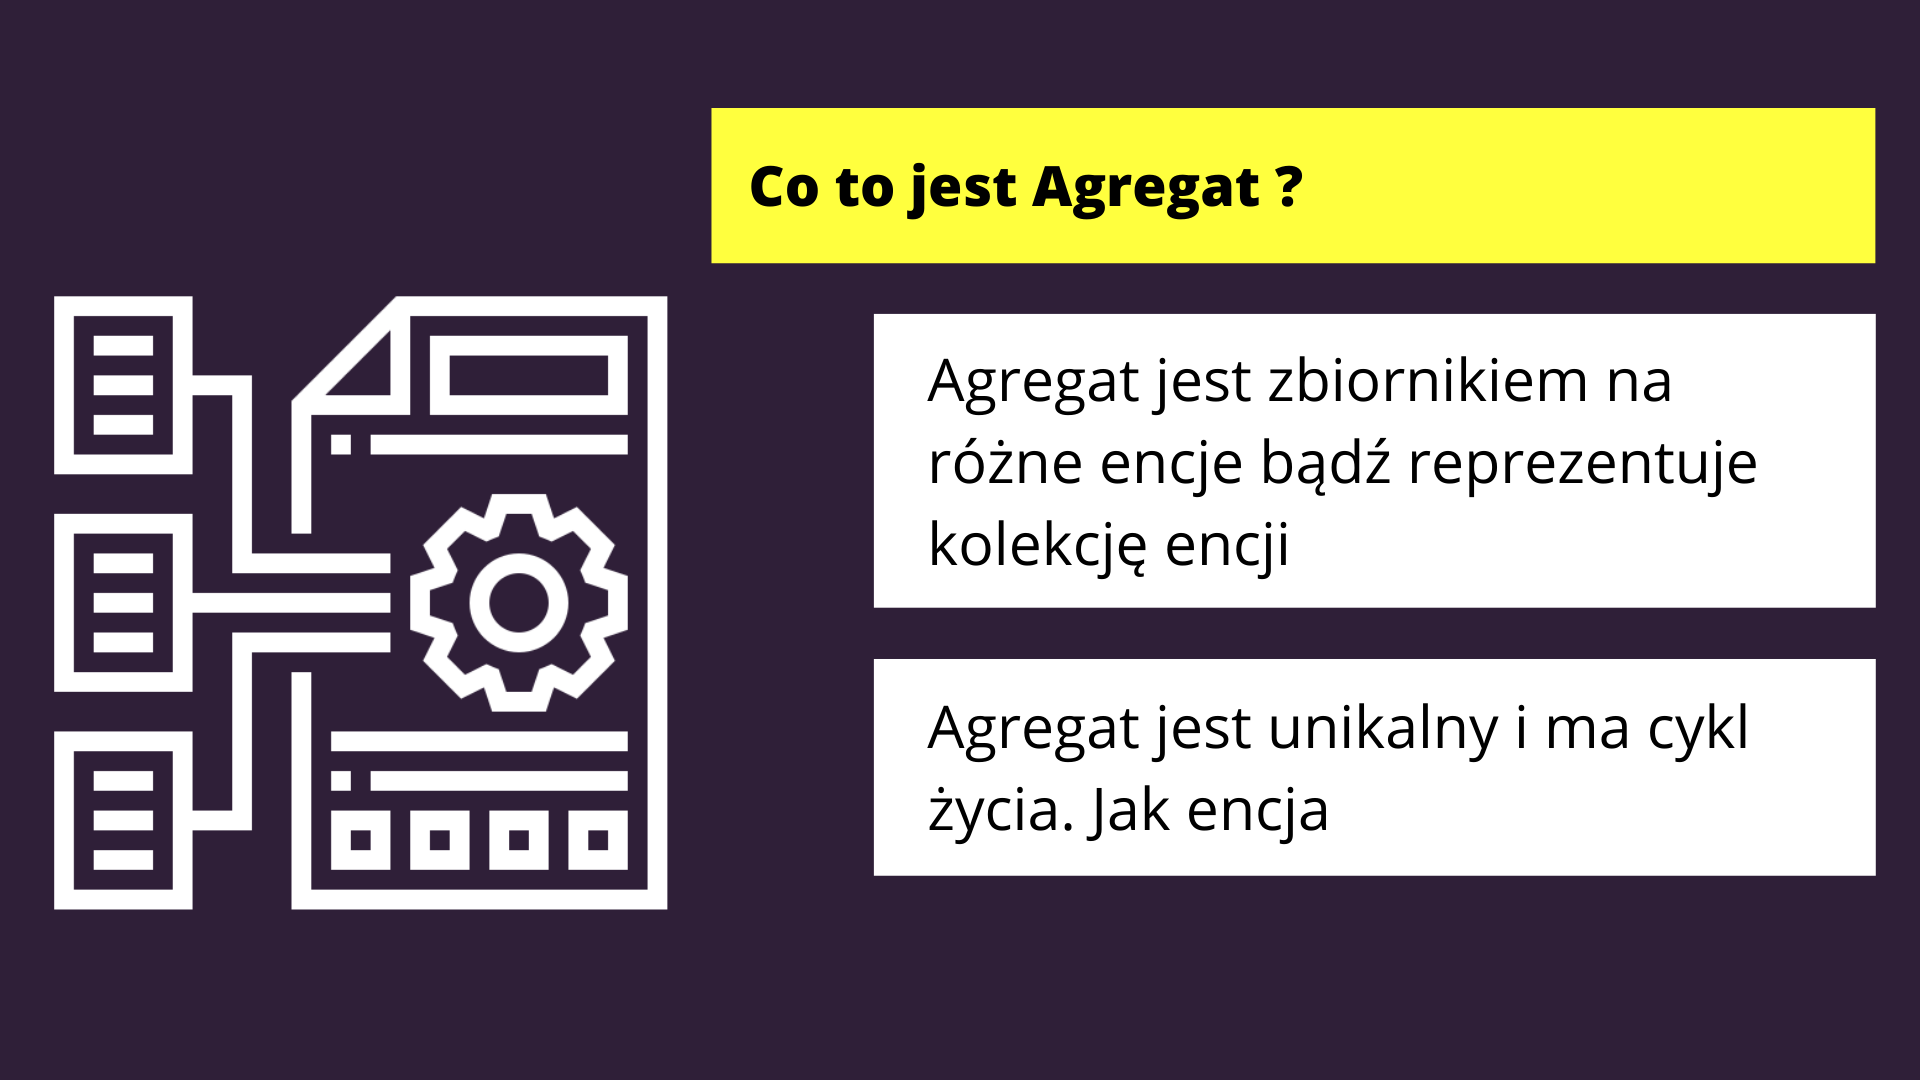 Co to jest Agregat ?
Agregat jest zbiornikiem na
różne encje bądź reprezentuje
kolekcję encji
Agregat jest unikalny i ma cykl
życia. Jak encja